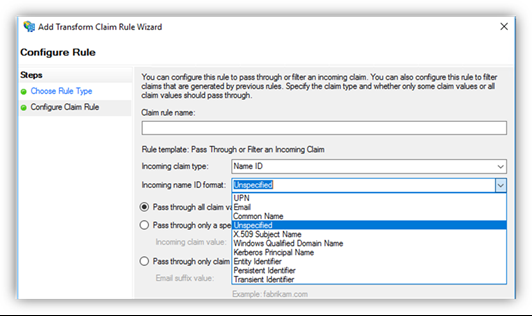 Add Transform Claim Rule Wizard
Configure Rule
Steps
Choose Rule Type
Configure Claim Rule
You can configure this rule to pass through or filter an incoming claim. You can also configure this rule to filter
claims that are generated by previous rules. Specify the claim type and whether only some claim values or all
claim values should pass through.
Claim rule name:
Rule template: Pass Through or Filter an Incoming Claim
Incoming claim type: Name ID
Incoming name ID format: Unspecified
UPN
Email
Common Name
Unspecified
X.509 Subject Name
Windows Qualified Domain Name
Kerberos Principal Name
Entity Identifier
Persistent Identifier
Transient Identifier
Pass through all claim va
Pass through only a spe
Incoming claim value:
Pass through only claim
Email suffix value:
Example: fabrikam.com